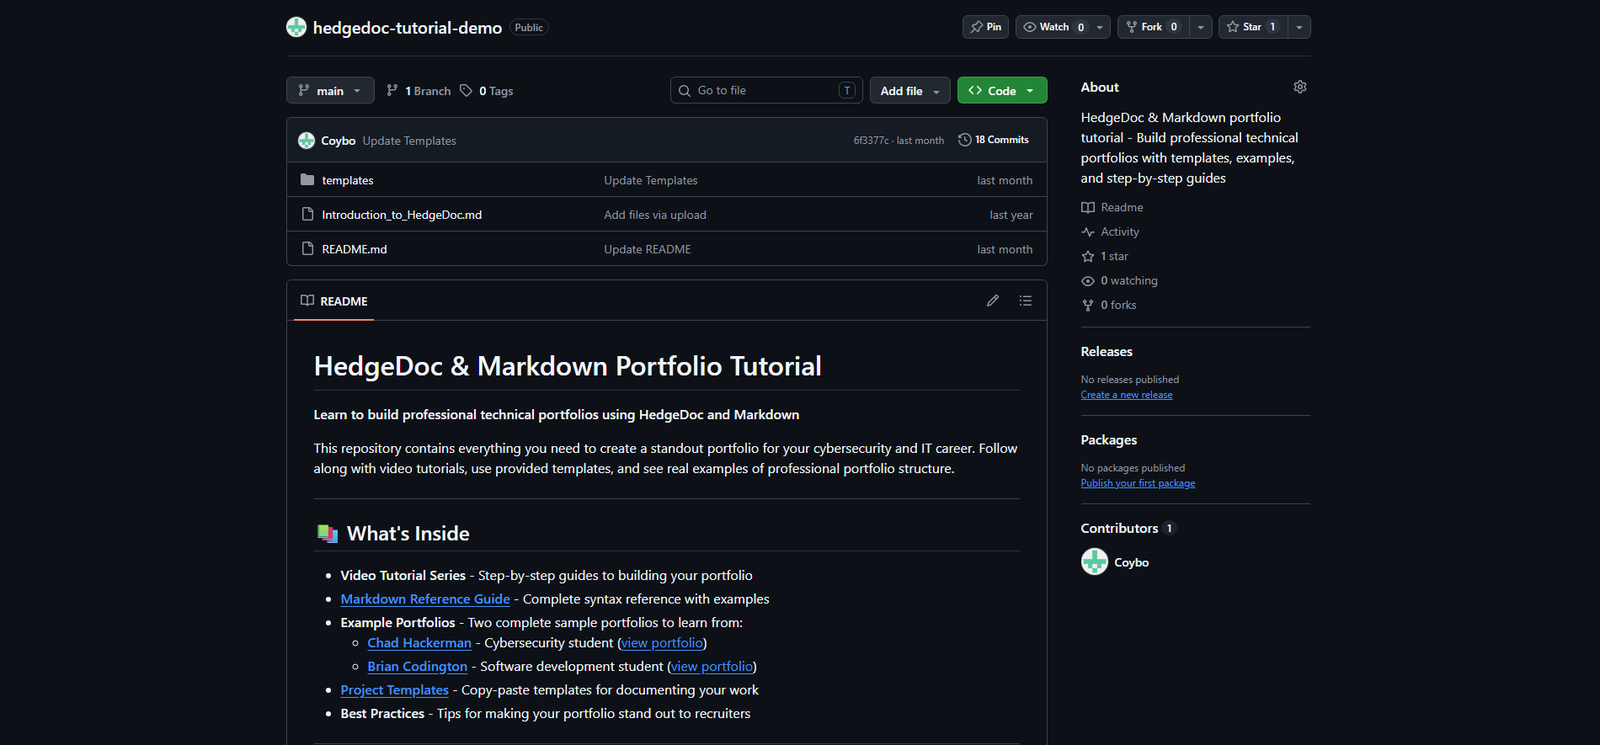 hedgedoc-tutorial-demo Public
Pin Watch 0 Fork 0 Star 1
main 1 Branch 0 Tags Go to file T Add file Code
Coybo Update Templates 6f3377c · last month 18 Commits
templates Update Templates last month
Introduction_to_HedgeDoc.md Add files via upload last year
README.md Update README last month
README
HedgeDoc & Markdown Portfolio Tutorial
Learn to build professional technical portfolios using HedgeDoc and Markdown
This repository contains everything you need to create a standout portfolio for your cybersecurity and IT career. Follow
along with video tutorials, use provided templates, and see real examples of professional portfolio structure.
What's Inside
• Video Tutorial Series - Step-by-step guides to building your portfolio
• Markdown Reference Guide - Complete syntax reference with examples
• Example Portfolios - Two complete sample portfolios to learn from:
◦ Chad Hackerman - Cybersecurity student (view portfolio)
◦ Brian Codington - Software development student (view portfolio)
• Project Templates - Copy-paste templates for documenting your work
• Best Practices - Tips for making your portfolio stand out to recruiters
About
HedgeDoc & Markdown portfolio
tutorial - Build professional technical
portfolios with templates, examples,
and step-by-step guides
Readme
Activity
1 star
0 watching
0 forks
Releases
No releases published
Create a new release
Packages
No packages published
Publish your first package
Contributors 1
Coybo